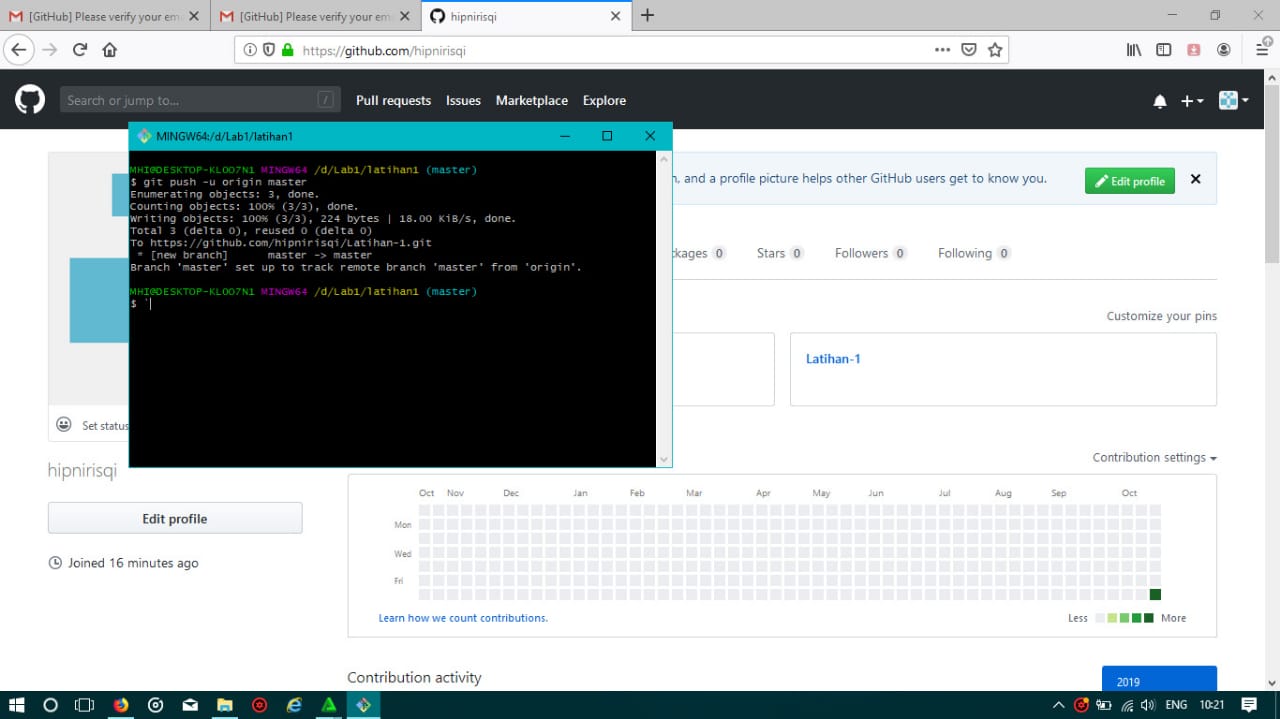 [GitHub] Please verify your em
[GitHub] Please verify your em
hipnirisqi
https://github.com/hipnirisqi
Search or jump to...
/
Pull requests
Issues
Marketplace
Explore
MINGW64:/d/Lab1/latihan1
MHI@DESKTOP-KLOO7N1 MINGW64 /d/Lab1/latihan1 (master)
$ git push -u origin master
Enumerating objects: 3, done.
Counting objects: 100% (3/3), done.
Writing objects: 100% (3/3), 224 bytes | 18.00 KiB/s, done.
Total 3 (delta 0), reused 0 (delta 0)
To https://github.com/hipnirisqi/Latihan-1.git
* [new branch]      master -> master
Branch 'master' set up to track remote branch 'master' from 'origin'.
MHI@DESKTOP-KLOO7N1 MINGW64 /d/Lab1/latihan1 (master)
$ `
n, and a profile picture helps other GitHub users get to know you.
Edit profile
kages 0
Stars 0
Followers 0
Following 0
Customize your pins
Latihan-1
Set status
hipnirisqi
Edit profile
Joined 16 minutes ago
Contribution settings
Oct Nov Dec Jan Feb Mar Apr May Jun Jul Aug Sep Oct
Mon
Wed
Fri
Learn how we count contributions.
Less
More
Contribution activity
2019
ENG
10:21